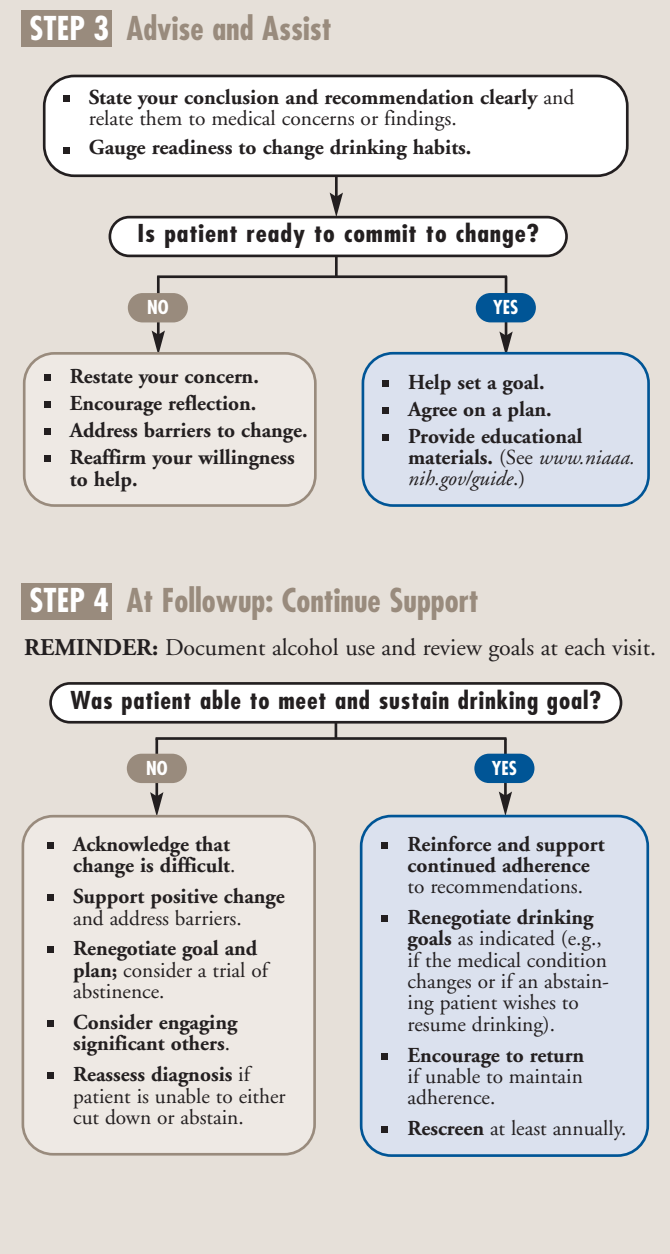 STEP 3 Advise and Assist
▪ State your conclusion and recommendation clearly and
relate them to medical concerns or findings.
▪ Gauge readiness to change drinking habits.
Is patient ready to commit to change?
NO
▪ Restate your concern.
▪ Encourage reflection.
▪ Address barriers to change.
▪ Reaffirm your willingness
to help.
YES
▪ Help set a goal.
▪ Agree on a plan.
▪ Provide educational
materials. (See www.niaaa.
nih.gov/guide.)
STEP 4 At Followup: Continue Support
REMINDER: Document alcohol use and review goals at each visit.
Was patient able to meet and sustain drinking goal?
NO
▪ Acknowledge that
change is difficult.
▪ Support positive change
and address barriers.
▪ Renegotiate goal and
plan; consider a trial of
abstinence.
▪ Consider engaging
significant others.
▪ Reassess diagnosis if
patient is unable to either
cut down or abstain.
YES
▪ Reinforce and support
continued adherence
to recommendations.
▪ Renegotiate drinking
goals as indicated (e.g.,
if the medical condition
changes or if an abstain-
ing patient wishes to
resume drinking).
▪ Encourage to return
if unable to maintain
adherence.
▪ Rescreen at least annually.